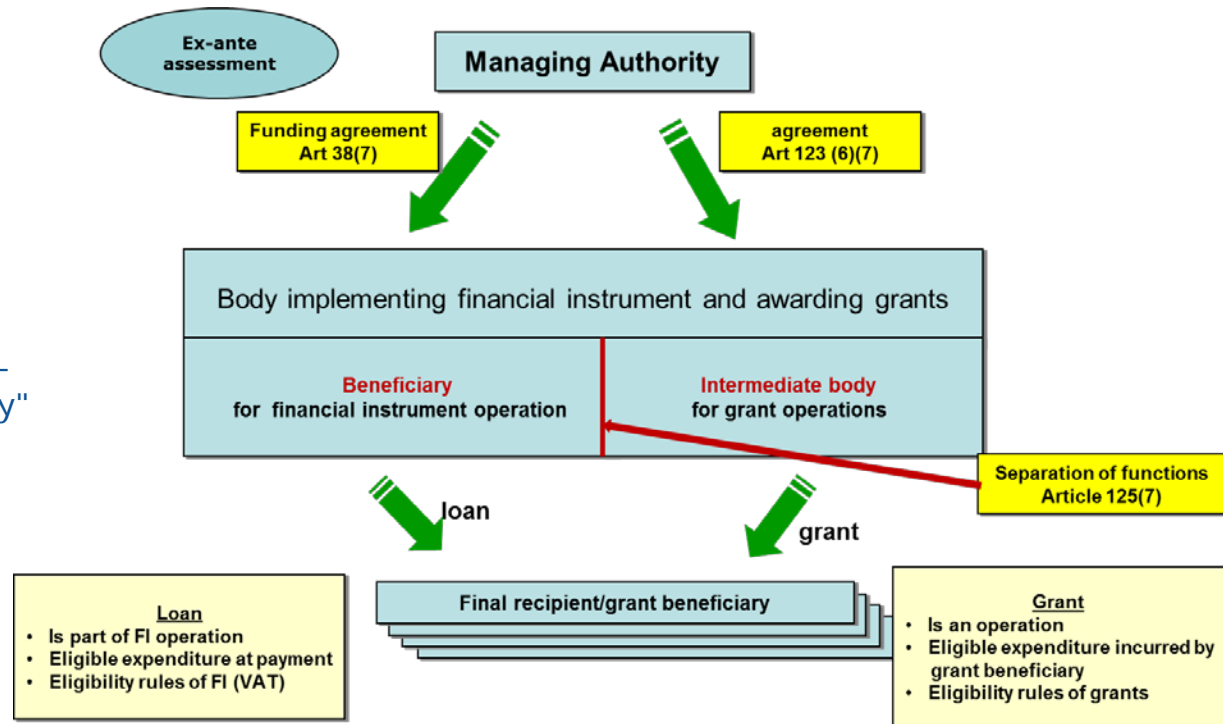 Ex-ante
assessment
Managing Authority
Funding agreement
Art 38(7)
agreement
Art 123 (6)(7)
Body implementing financial instrument and awarding grants
Beneficiary
for financial instrument operation
Intermediate body
for grant operations
y"
Separation of functions
Article 125(7)
loan
grant
Loan
• Is part of FI operation
• Eligible expenditure at payment
• Eligibility rules of FI (VAT)
Final recipient/grant beneficiary
Grant
• Is an operation
• Eligible expenditure incurred by
grant beneficiary
• Eligibility rules of grants